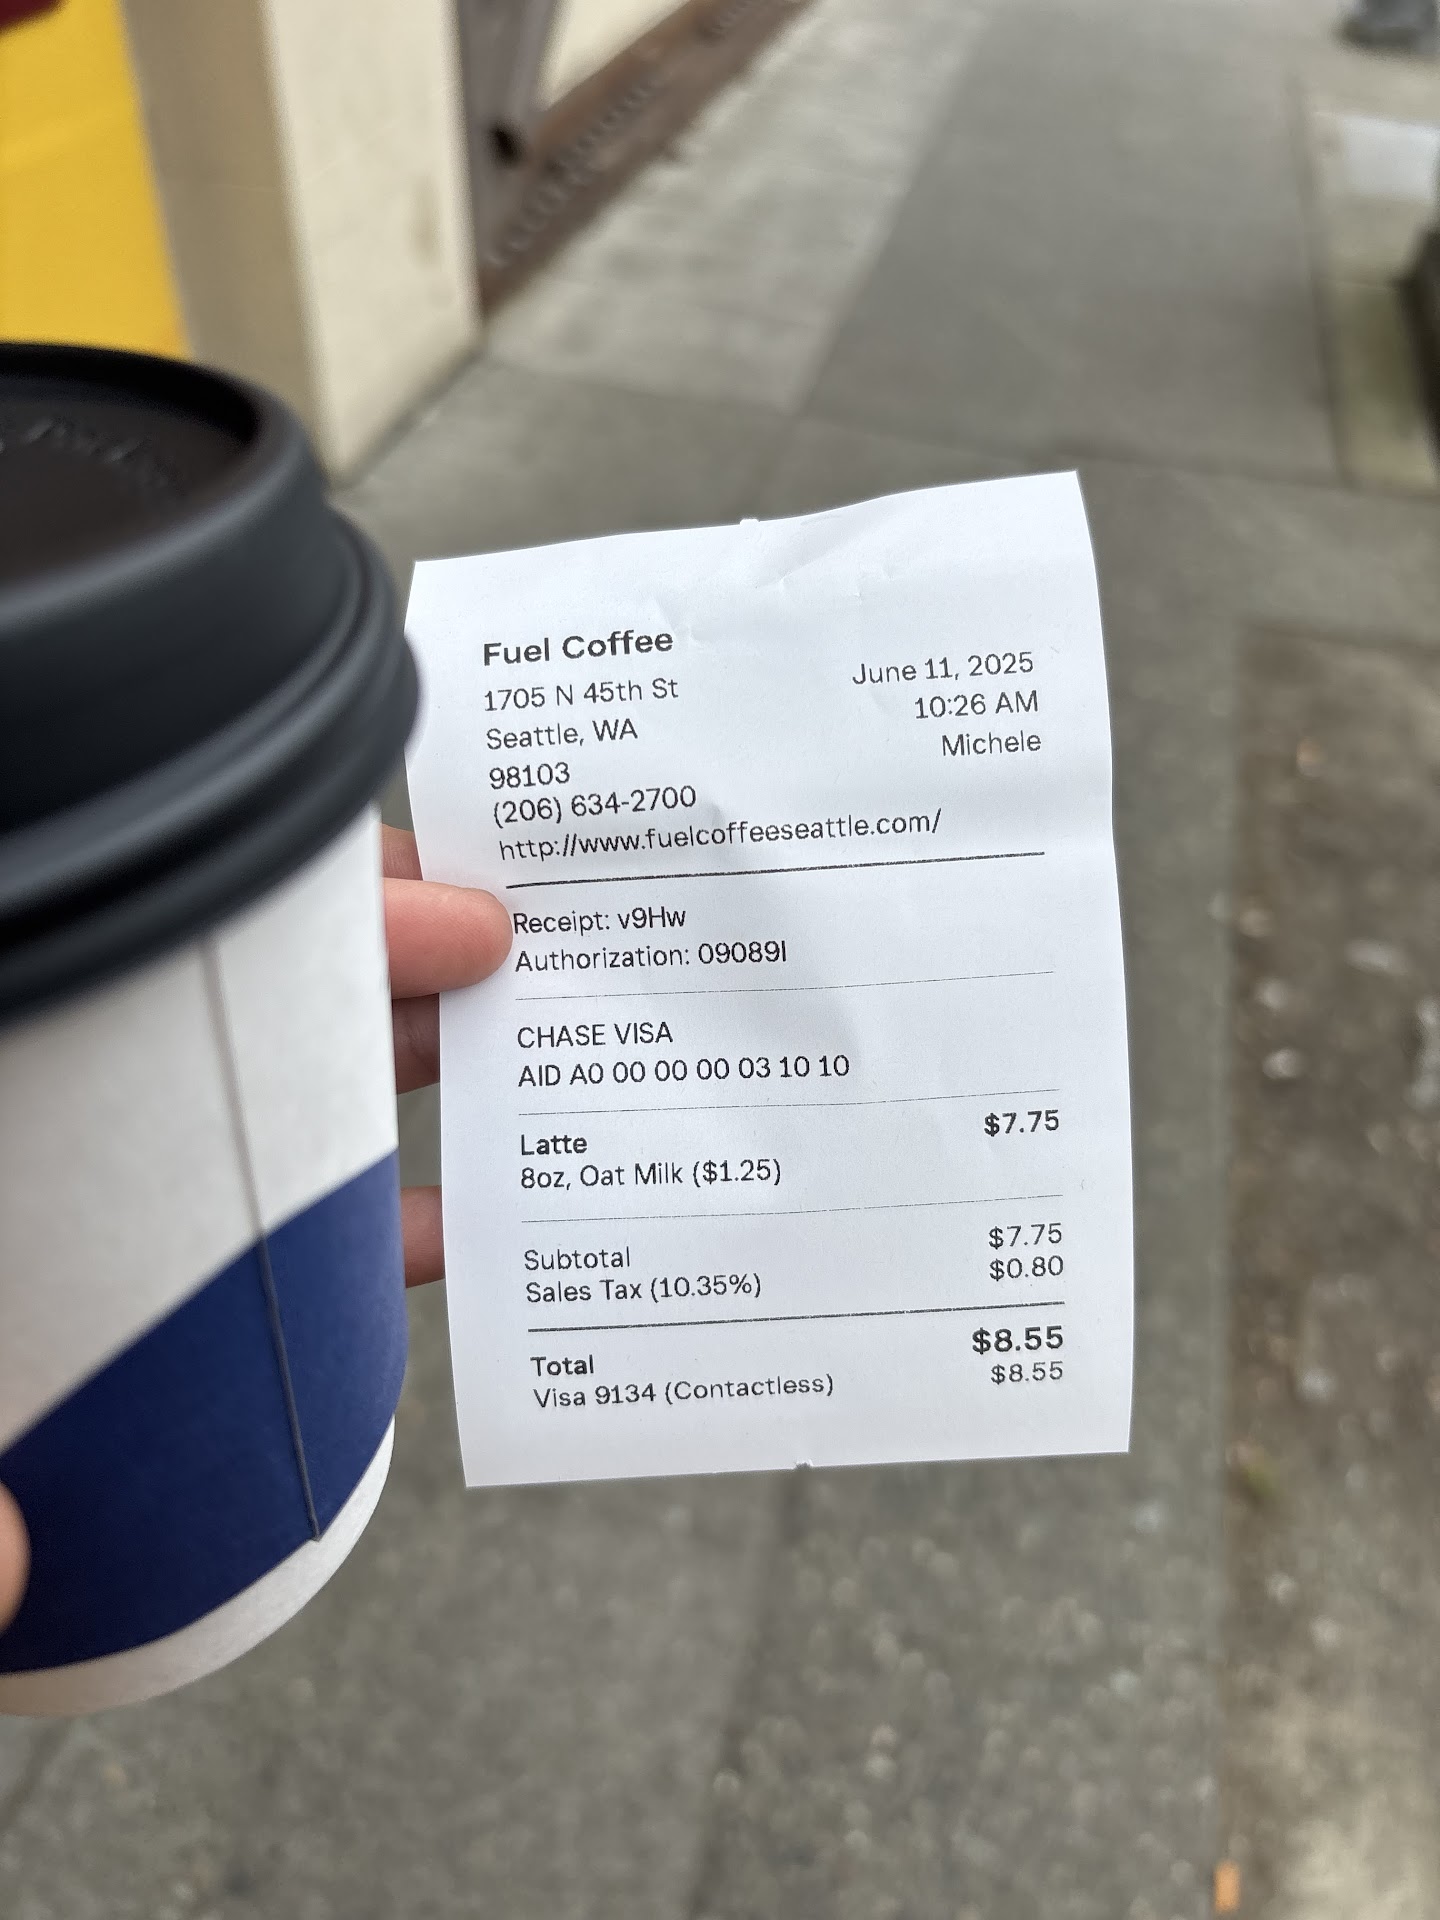 Fuel Coffee
1705 N 45th St
Seattle, WA
98103
(206) 634-2700
http://www.fuelcoffeeseattle.com/
June 11, 2025
10:26 AM
Michele
Receipt: v9Hw
Authorization: 09089I
CHASE VISA
AID A0 00 00 00 03 10 10
Latte $7.75
8oz, Oat Milk ($1.25)
Subtotal $7.75
Sales Tax (10.35%) $0.80
Total $8.55
Visa 9134 (Contactless) $8.55